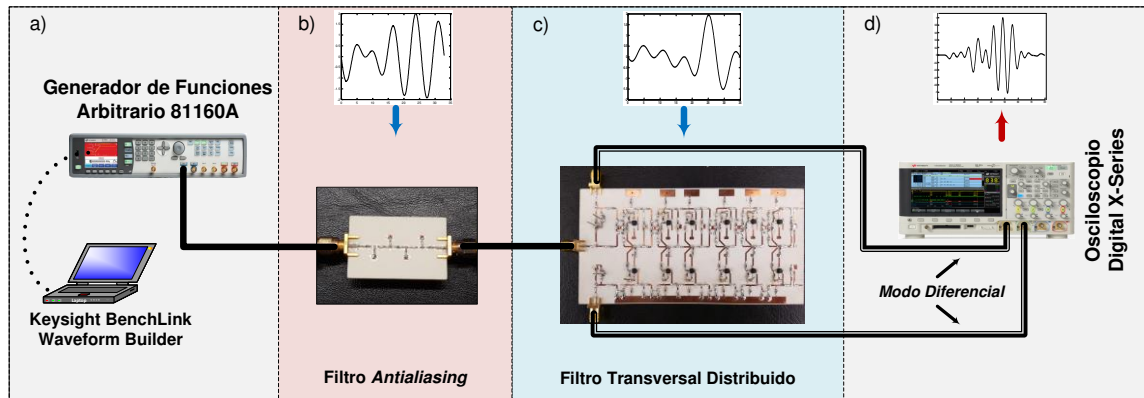 a)
Generador de Funciones
Arbitrario 81160A
Keysight BenchLink
Waveform Builder
b)
Filtro Antialiasing
c)
Filtro Transversal Distribuido
d)
Osciloscopio
Digital X-Series
Modo Diferencial